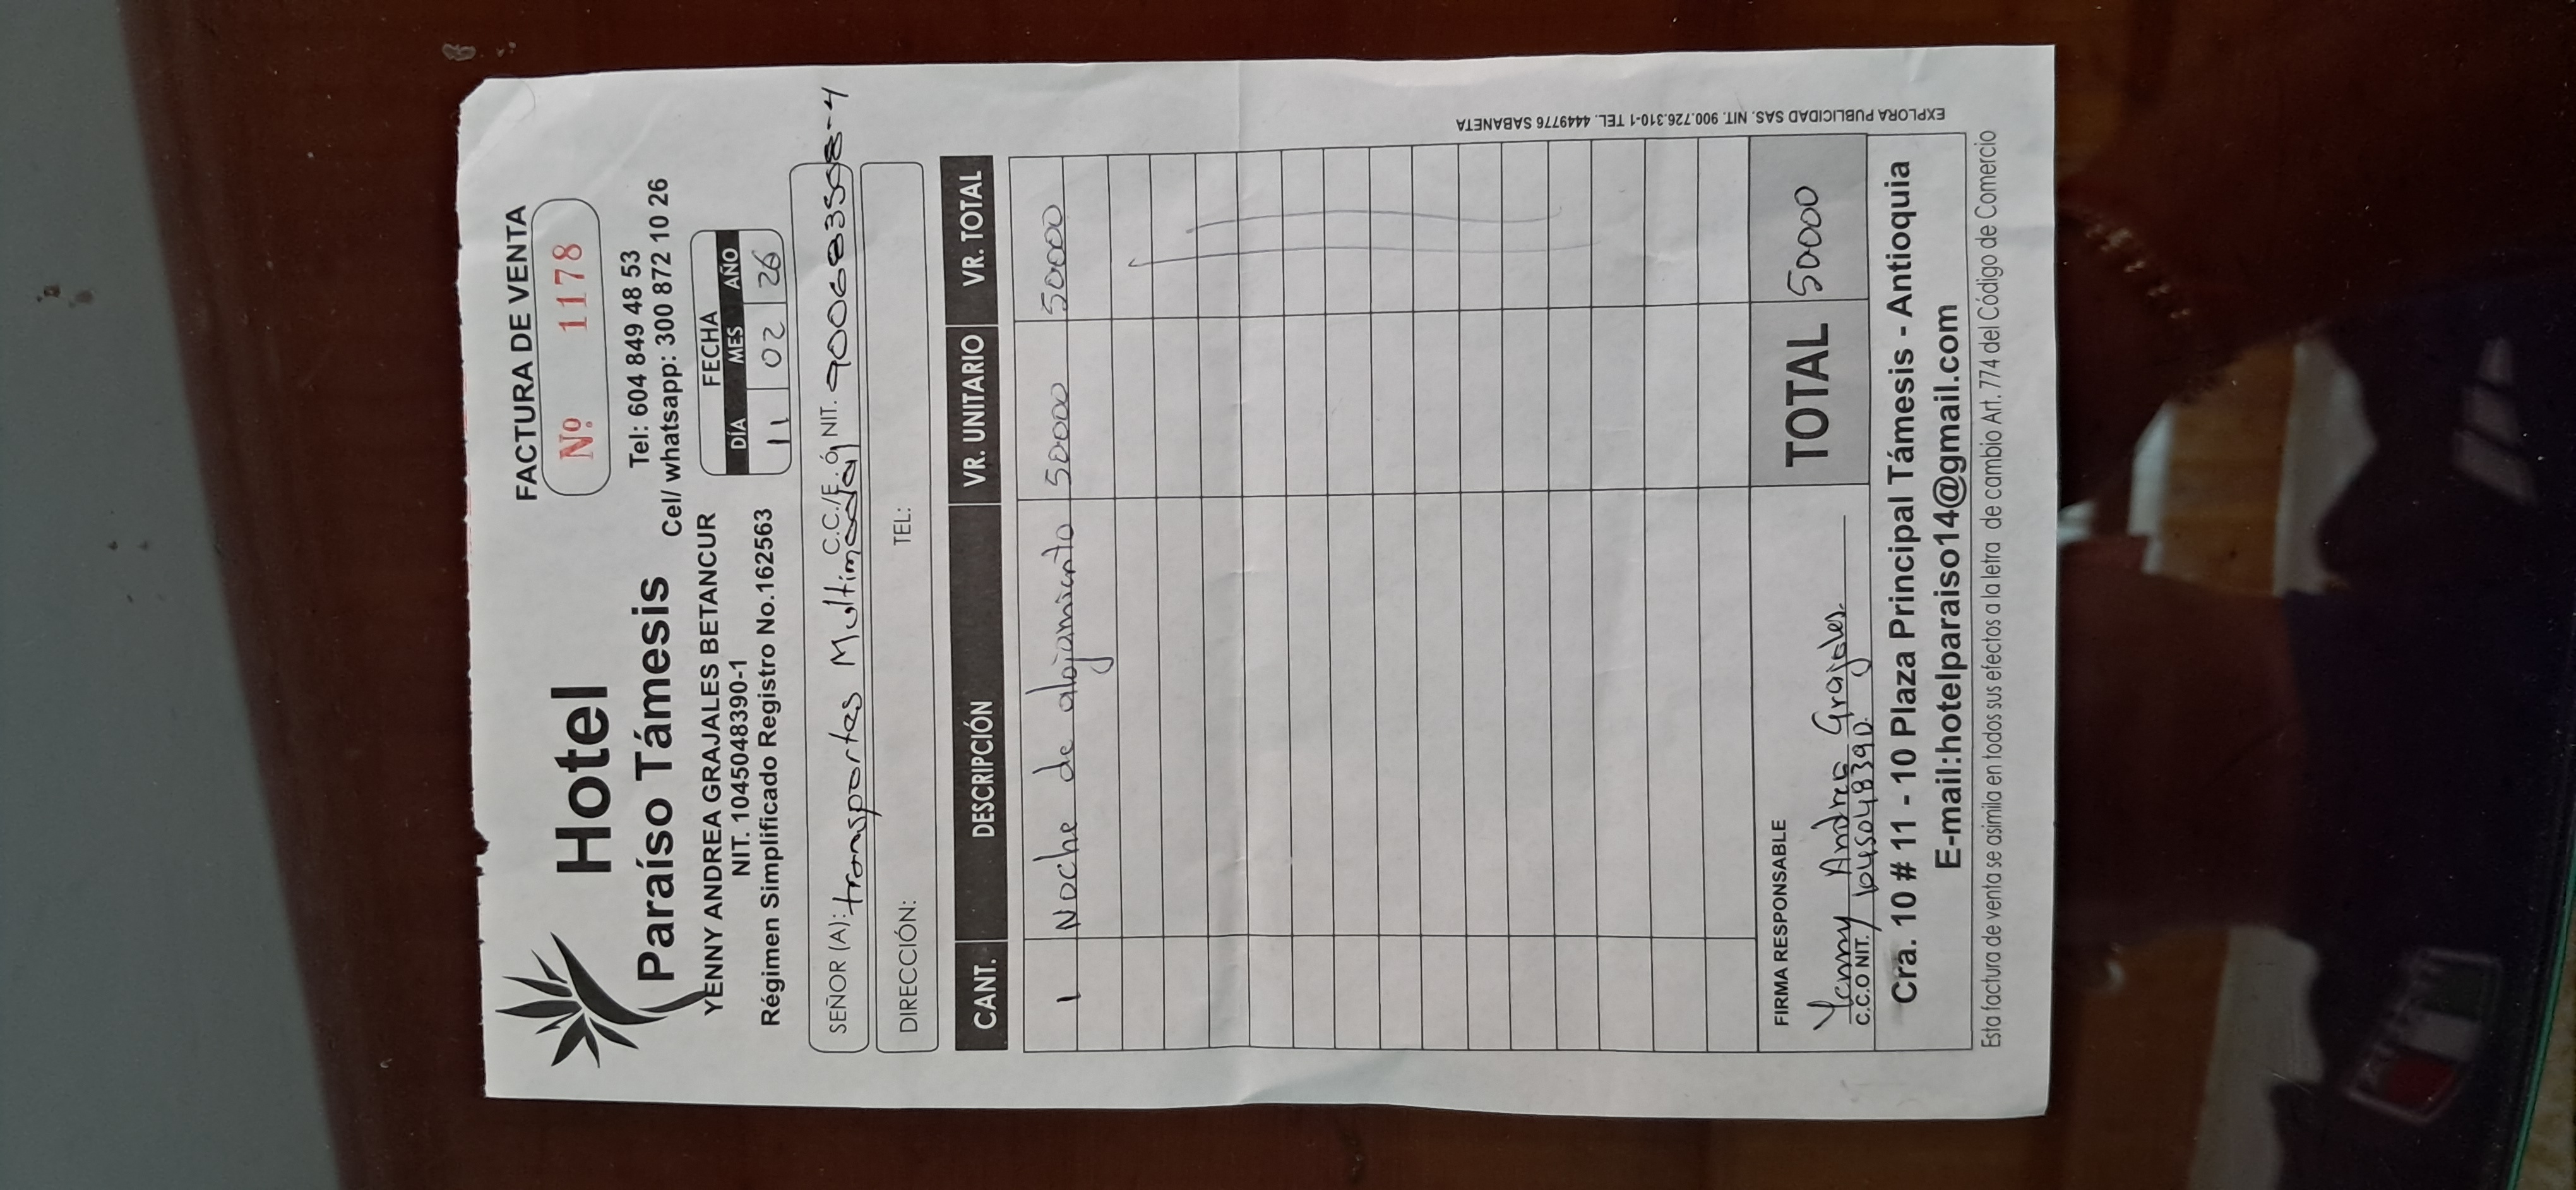 Hotel
Paraíso Támesis
FACTURA DE VENTA
Nº 1178
Tel: 604 849 48 53
Cel/ whatsapp: 300 872 10 26
YENNY ANDREA GRAJALES BETANCUR
NIT. 1045048390-1
Régimen Simplificado Registro No.162563
FECHA
DÍA MES AÑO
11 02 26
SEÑOR (A): transportes Multimodal C.C./E. ó NIT. 900683508-4
DIRECCIÓN: TEL:
CANT. DESCRIPCIÓN VR. UNITARIO VR. TOTAL
1 Noche de alojamiento 50000 50000
FIRMA RESPONSABLE
Yenny Andrea Grajales
C.C.O NIT. 1045048390
TOTAL 50000
Cra. 10 # 11 - 10 Plaza Principal Támesis - Antioquia
E-mail:hotelparaiso14@gmail.com
Esta factura de venta se asimila en todos sus efectos a la letra de cambio Art. 774 del Código de Comercio
EXPLORA PUBLICIDAD SAS. NIT. 900.726.310-1 TEL. 4449776 SABANETA